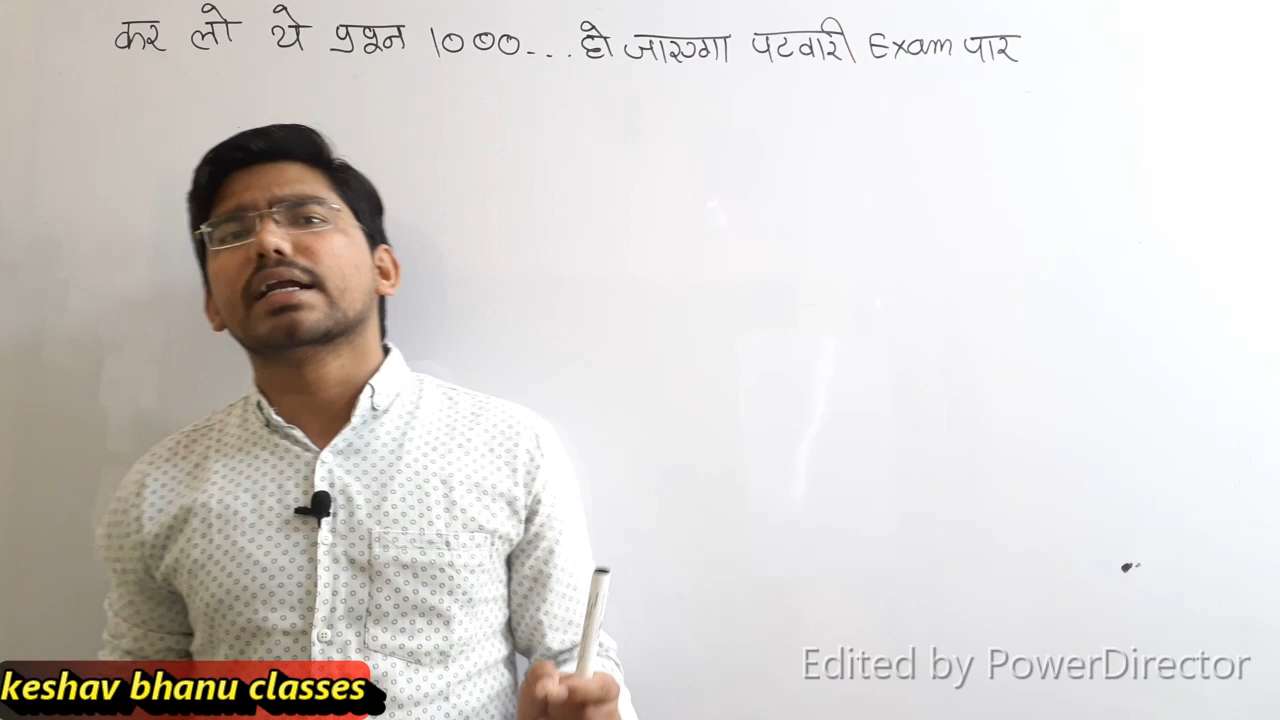 कर लो ये प्रश्न 1000... हो जाएगा पटवारी Exam पार
keshav bhanu classes
Edited by PowerDirector